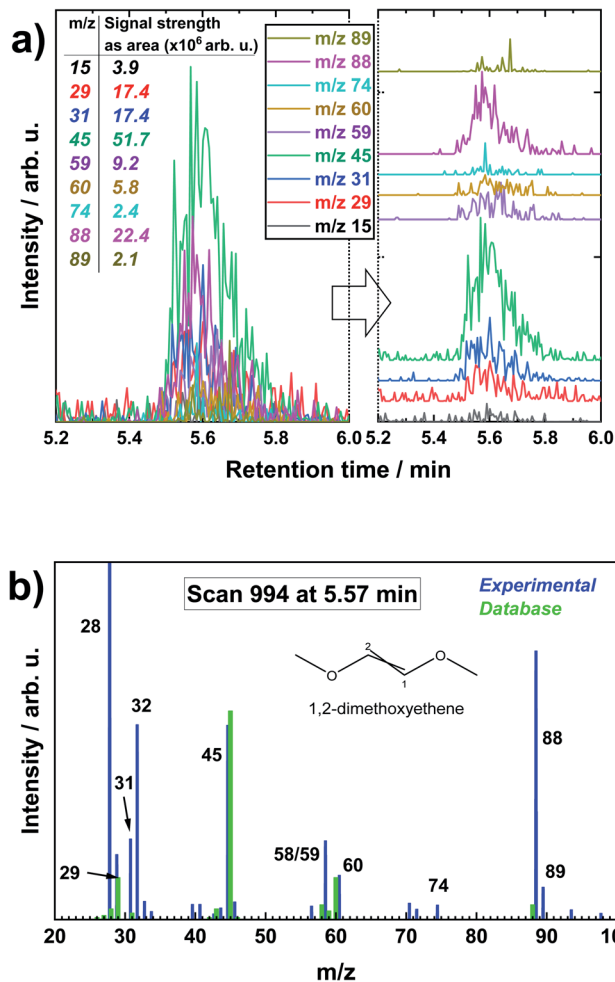 a)
m/z Signal strength
as area (x10⁶ arb. u.)
15 3.9
29 17.4
31 17.4
45 51.7
59 9.2
60 5.8
74 2.4
88 22.4
89 2.1
m/z 89
m/z 88
m/z 74
m/z 60
m/z 59
m/z 45
m/z 31
m/z 29
m/z 15
Intensity / arb. u.
5.2 5.4 5.6 5.8 6.0 5.2 5.4 5.6 5.8 6.0
Retention time / min
b)
Scan 994 at 5.57 min
Experimental
Database
28
32
31
29
45
58/59
60
74
88
89
2
O
O
1
1,2-dimethoxyethene
Intensity / arb. u.
20 30 40 50 60 70 80 90 10
m/z